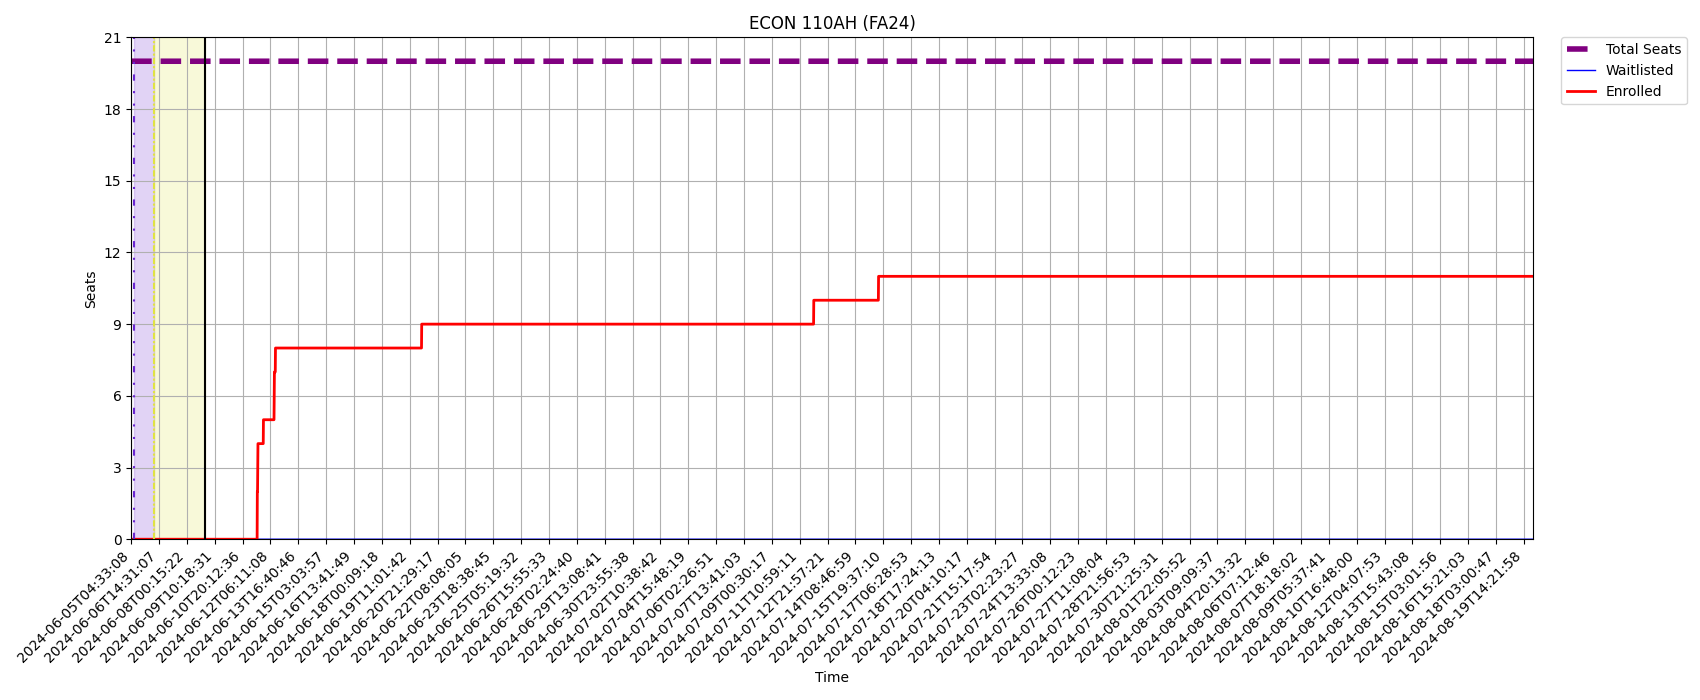 ECON 110AH (FA24)
Total Seats
Waitlisted
Enrolled
Seats
21
18
15
12
9
6
3
0
2024-06-05T04:33:08
2024-06-06T14:31:07
2024-06-08T00:15:22
2024-06-09T10:18:31
2024-06-10T20:12:36
2024-06-12T06:11:08
2024-06-13T16:40:46
2024-06-15T03:03:57
2024-06-16T13:41:49
2024-06-18T00:09:18
2024-06-19T11:01:42
2024-06-20T21:29:17
2024-06-22T08:08:05
2024-06-23T18:38:45
2024-06-25T05:19:32
2024-06-26T15:55:33
2024-06-28T02:24:40
2024-06-29T13:08:41
2024-06-30T23:55:38
2024-07-02T10:38:42
2024-07-04T15:48:19
2024-07-06T02:26:51
2024-07-07T13:41:03
2024-07-09T00:30:17
2024-07-11T10:59:11
2024-07-12T21:57:21
2024-07-14T08:46:59
2024-07-15T19:37:10
2024-07-17T06:28:53
2024-07-18T17:24:13
2024-07-20T04:10:17
2024-07-21T15:17:54
2024-07-23T02:23:27
2024-07-24T13:33:08
2024-07-26T00:12:23
2024-07-27T11:08:04
2024-07-28T21:56:53
2024-07-30T21:25:31
2024-08-01T22:05:52
2024-08-03T09:09:37
2024-08-04T20:13:32
2024-08-06T07:12:46
2024-08-07T18:18:02
2024-08-09T05:37:41
2024-08-10T16:48:00
2024-08-12T04:07:53
2024-08-13T15:43:08
2024-08-15T03:01:56
2024-08-16T15:21:03
2024-08-18T03:00:47
2024-08-19T14:21:58
Time